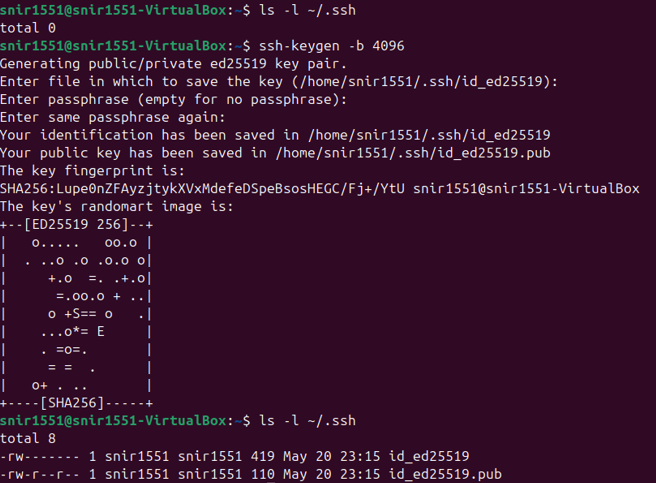 snir1551@snir1551-VirtualBox:~$ ls -l ~/.ssh
total 0
snir1551@snir1551-VirtualBox:~$ ssh-keygen -b 4096
Generating public/private ed25519 key pair.
Enter file in which to save the key (/home/snir1551/.ssh/id_ed25519):
Enter passphrase (empty for no passphrase):
Enter same passphrase again:
Your identification has been saved in /home/snir1551/.ssh/id_ed25519
Your public key has been saved in /home/snir1551/.ssh/id_ed25519.pub
The key fingerprint is:
SHA256:Lupe0nZFAyzjtykXVxMdefeDSpeBsosHEGC/Fj+/YtU snir1551@snir1551-VirtualBox
The key's randomart image is:
+--[ED25519 256]--+
|   o.....   oo.o |
|  . ..o .o .o.o o|
|     +.o  =. .+.o|
|      =.oo.o + ..|
|     o +S== o   .|
|    ...o*= E     |
|    . =o=.       |
|     = =  .      |
|   o+ . ..       |
+----[SHA256]-----+
snir1551@snir1551-VirtualBox:~$ ls -l ~/.ssh
total 8
-rw------- 1 snir1551 snir1551 419 May 20 23:15 id_ed25519
-rw-r--r-- 1 snir1551 snir1551 110 May 20 23:15 id_ed25519.pub